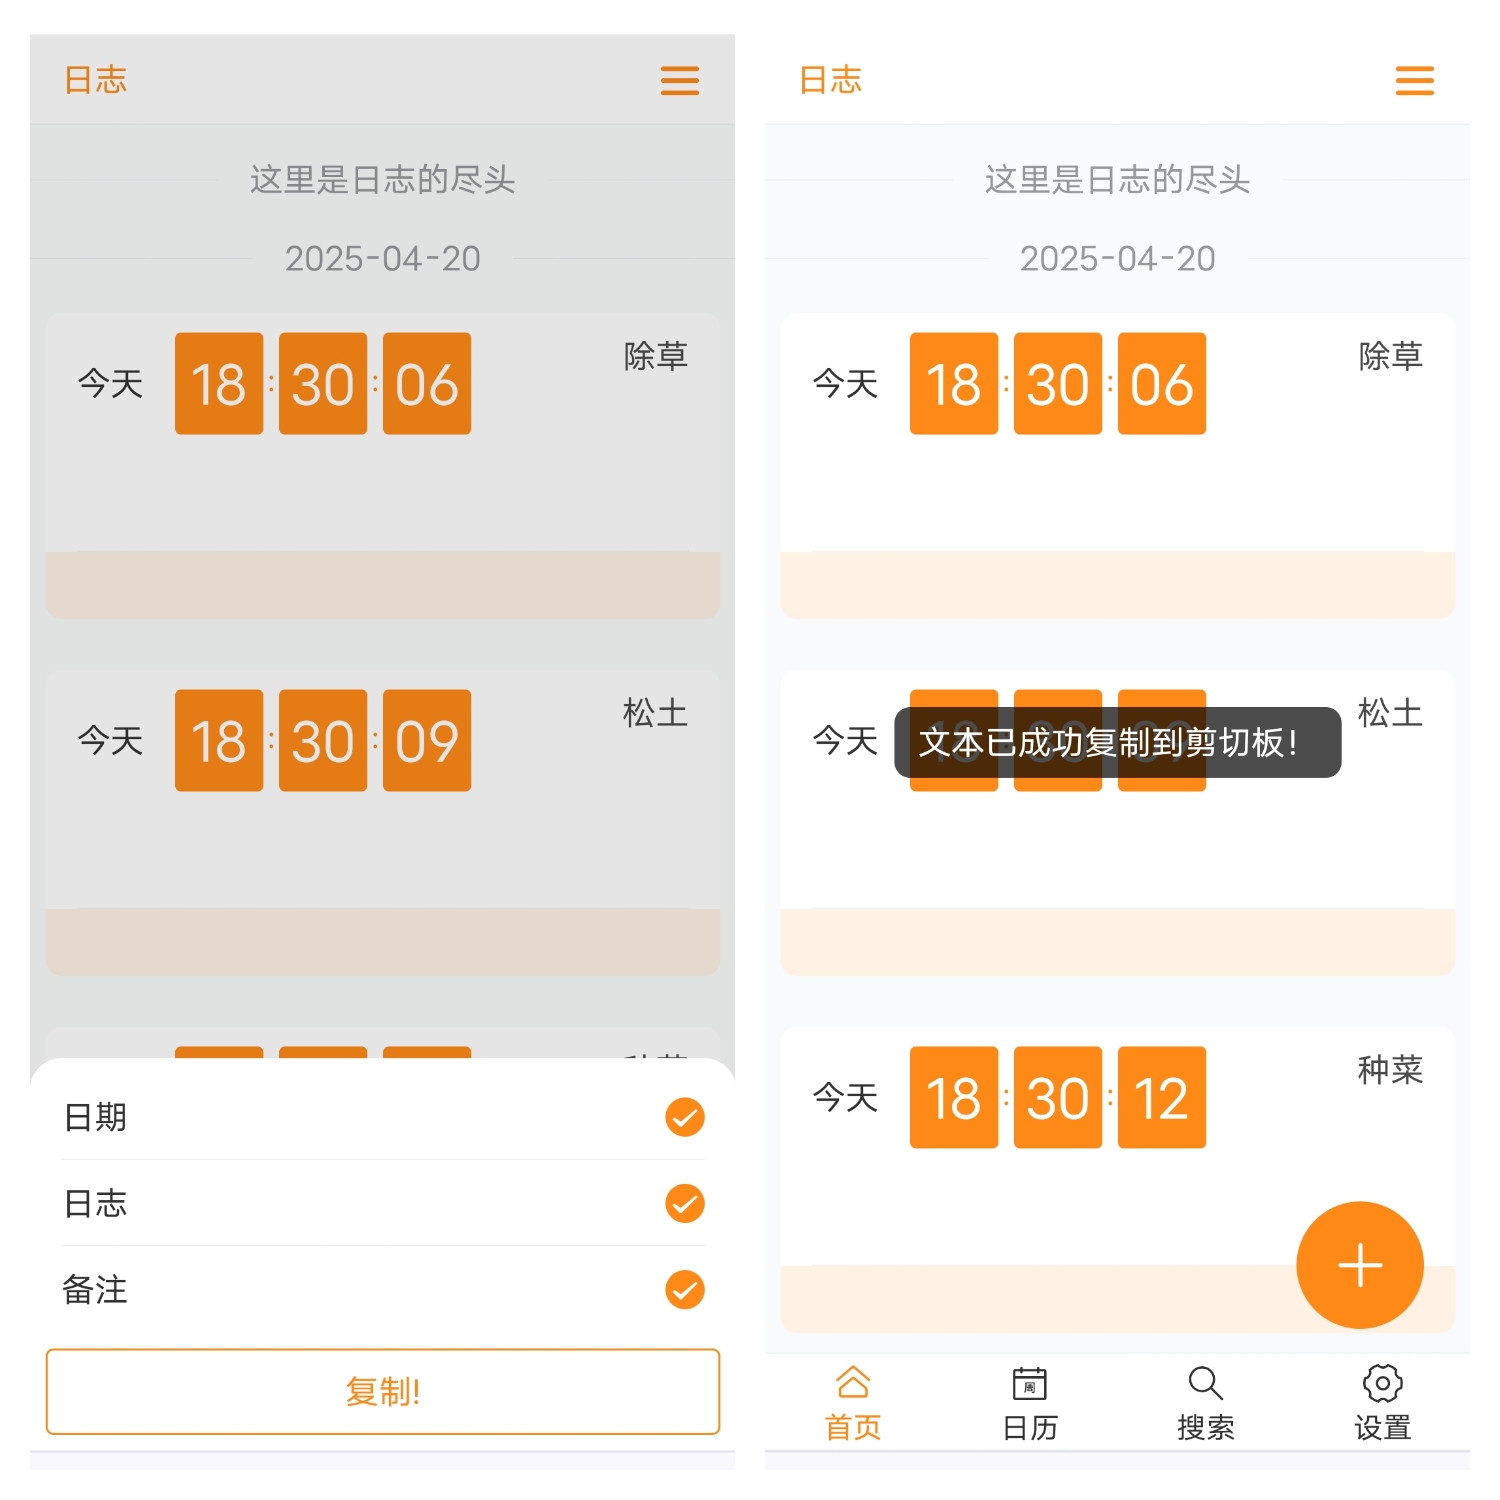 日志
这里是日志的尽头
2025-04-20
今天 18:30:06 除草
今天 18:30:09 松土
日期
日志
备注
复制!
日志
这里是日志的尽头
2025-04-20
今天 18:30:06 除草
今天 松土
文本已成功复制到剪切板!
今天 18:30:12 种菜
首页 日历 搜索 设置